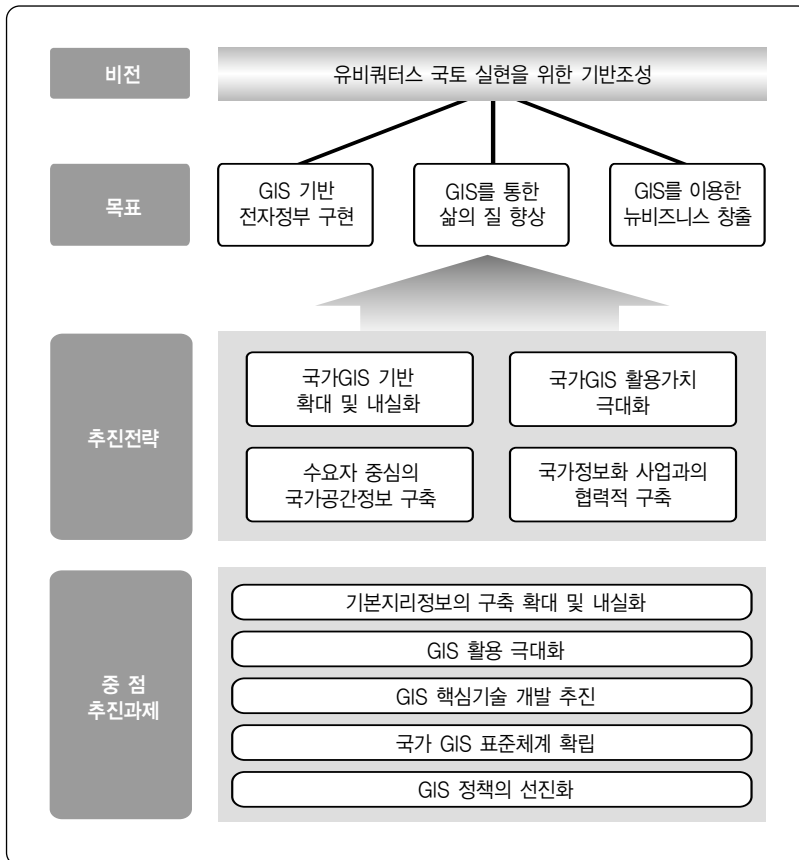 비전
유비쿼터스 국토 실현을 위한 기반조성
목표
GIS 기반
전자정부 구현
GIS를 통한
삶의 질 향상
GIS를 이용한
뉴비즈니스 창출
추진전략
국가GIS 기반
확대 및 내실화
국가GIS 활용가치
극대화
수요자 중심의
국가공간정보 구축
국가정보화 사업과의
협력적 구축
중 점
추진과제
기본지리정보의 구축 확대 및 내실화
GIS 활용 극대화
GIS 핵심기술 개발 추진
국가 GIS 표준체계 확립
GIS 정책의 선진화